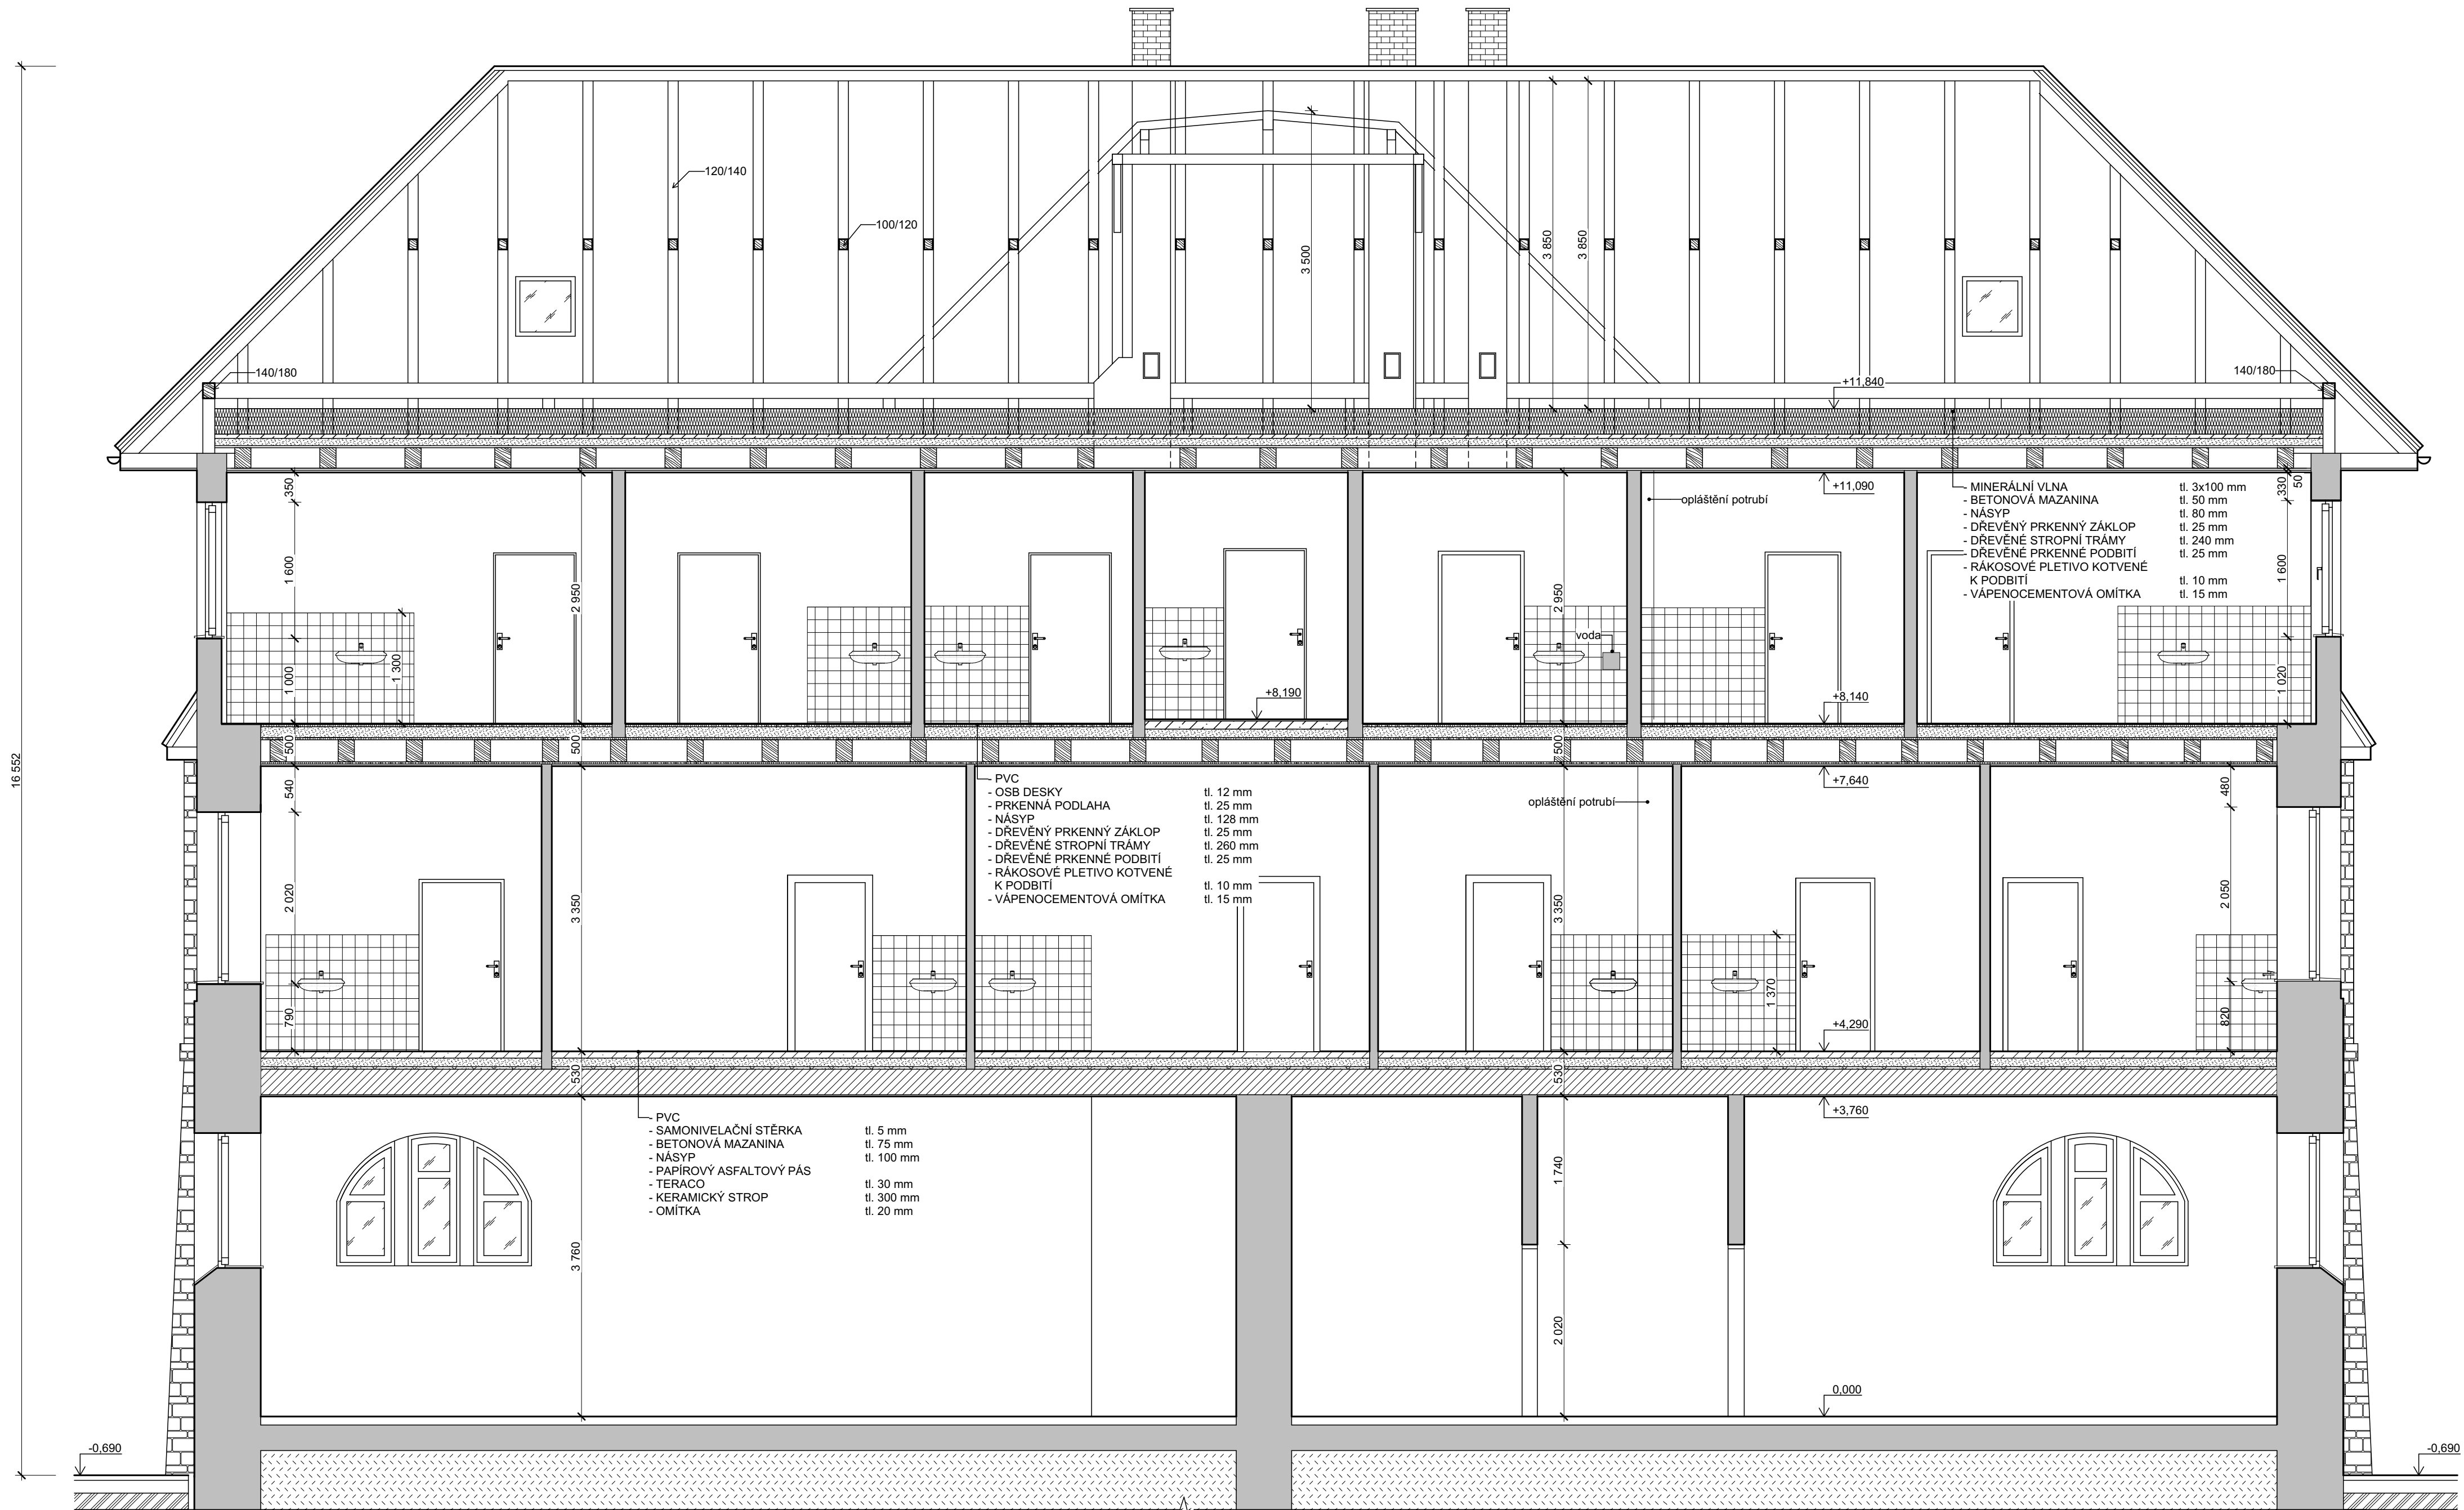 120/140
100/120
3 500
3 850
3 850
140/180
140/180
+11,840
350
1 600
1 000
1 300
2 950
2 950
opláštění potrubí
+11,090
voda
+8,190
+8,140
- MINERÁLNÍ VLNA tl. 3x100 mm
- BETONOVÁ MAZANINA tl. 50 mm
- NÁSYP tl. 80 mm
- DŘEVĚNÝ PRKENNÝ ZÁKLOP tl. 25 mm
- DŘEVĚNÉ STROPNÍ TRÁMY tl. 240 mm
- DŘEVĚNÉ PRKENNÉ PODBITÍ tl. 25 mm
- RÁKOSOVÉ PLETIVO KOTVENÉ
K PODBITÍ tl. 10 mm
- VÁPENOCEMENTOVÁ OMÍTKA tl. 15 mm
330
50
1 600
1 020
16 552
500
500
500
540
2 020
790
3 350
- PVC
- OSB DESKY tl. 12 mm
- PRKENNÁ PODLAHA tl. 25 mm
- NÁSYP tl. 128 mm
- DŘEVĚNÝ PRKENNÝ ZÁKLOP tl. 25 mm
- DŘEVĚNÉ STROPNÍ TRÁMY tl. 260 mm
- DŘEVĚNÉ PRKENNÉ PODBITÍ tl. 25 mm
- RÁKOSOVÉ PLETIVO KOTVENÉ
K PODBITÍ tl. 10 mm
- VÁPENOCEMENTOVÁ OMÍTKA tl. 15 mm
opláštění potrubí
3 350
+7,640
1 370
+4,290
480
2 050
820
530
530
- PVC
- SAMONIVELAČNÍ STĚRKA tl. 5 mm
- BETONOVÁ MAZANINA tl. 75 mm
- NÁSYP tl. 100 mm
- PAPÍROVÝ ASFALTOVÝ PÁS
- TERACO tl. 30 mm
- KERAMICKÝ STROP tl. 300 mm
- OMÍTKA tl. 20 mm
3 760
1 740
2 020
+3,760
0,000
-0,690
-0,690